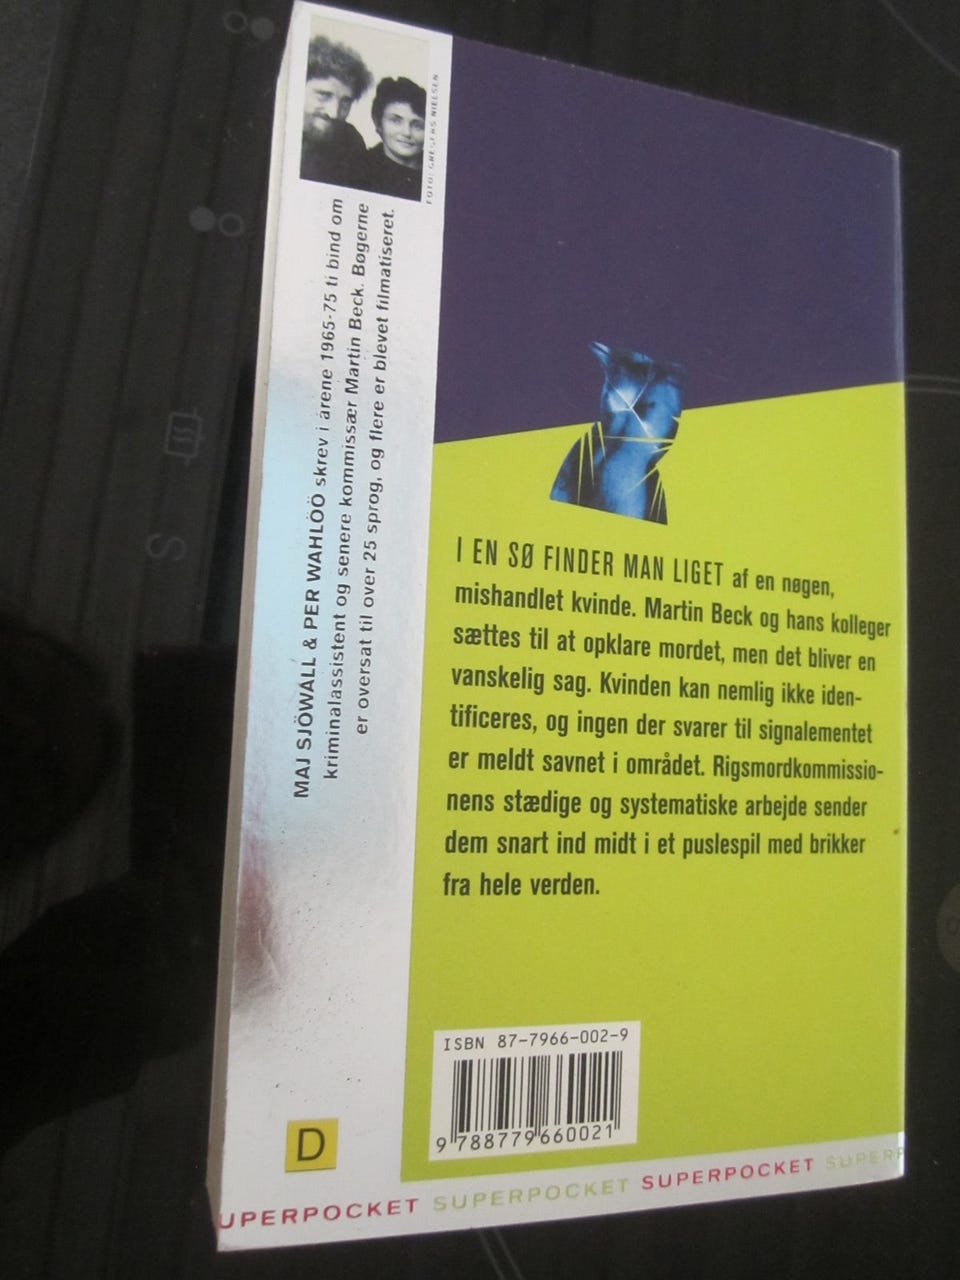 FOTO: GREGERS NIELSEN
MAJ SJÖWALL & PER WAHLÖÖ skrev i årene 1965-75 ti bind om
kriminalassistent og senere kommissær Martin Beck. Bøgerne
er oversat til over 25 sprog, og flere er blevet filmatiseret.
I EN SØ FINDER MAN LIGET af en nøgen,
mishandlet kvinde. Martin Beck og hans kolleger
sættes til at opklare mordet, men det bliver en
vanskelig sag. Kvinden kan nemlig ikke iden-
tificeres, og ingen der svarer til signalementet
er meldt savnet i området. Rigsmordkommissio-
nens stædige og systematiske arbejde sender
dem snart ind midt i et puslespil med brikker
fra hele verden.
ISBN 87-7966-002-9
9 788779 660021
D
UPERPOCKET SUPERPOCKET SUPERPOCKET SUPERP
S